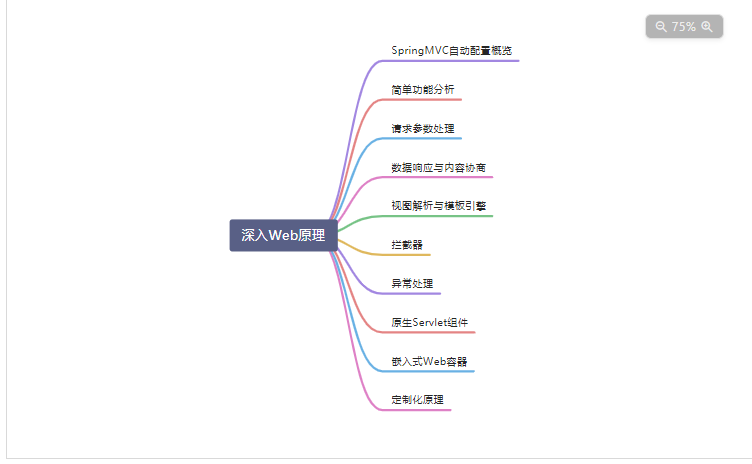 75%
SpringMVC自动配置概览
简单功能分析
请求参数处理
数据响应与内容协商
视图解析与模板引擎
深入Web原理
拦截器
异常处理
原生Servlet组件
嵌入式Web容器
定制化原理